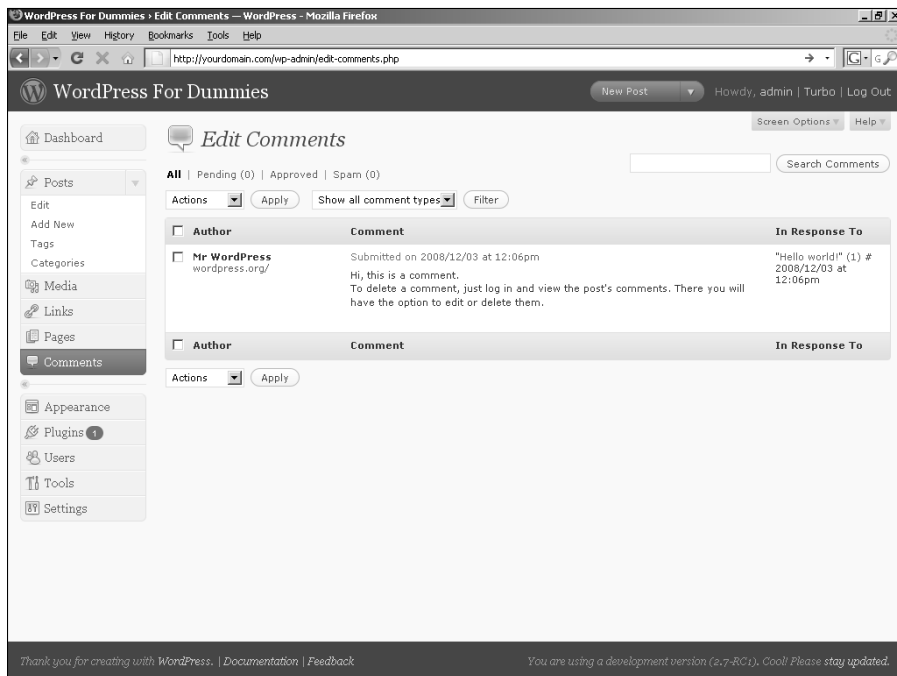 WordPress For Dummies › Edit Comments — WordPress - Mozilla Firefox
File Edit View History Bookmarks Tools Help
http://yourdomain.com/wp-admin/edit-comments.php
WordPress For Dummies
New Post
Howdy, admin | Turbo | Log Out
Screen Options
Help
Dashboard
Posts
Edit
Add New
Tags
Categories
Media
Links
Pages
Comments
Appearance
Plugins 1
Users
Tools
Settings
Edit Comments
Search Comments
All | Pending (0) | Approved | Spam (0)
Actions Apply Show all comment types Filter
Author Comment In Response To
Mr WordPress
wordpress.org/
Submitted on 2008/12/03 at 12:06pm
Hi, this is a comment.
To delete a comment, just log in and view the post's comments. There you will
have the option to edit or delete them.
"Hello world!" (1) #
2008/12/03 at
12:06pm
Author Comment In Response To
Actions Apply
Thank you for creating with WordPress. | Documentation | Feedback
You are using a development version (2.7-RC1). Cool! Please stay updated.